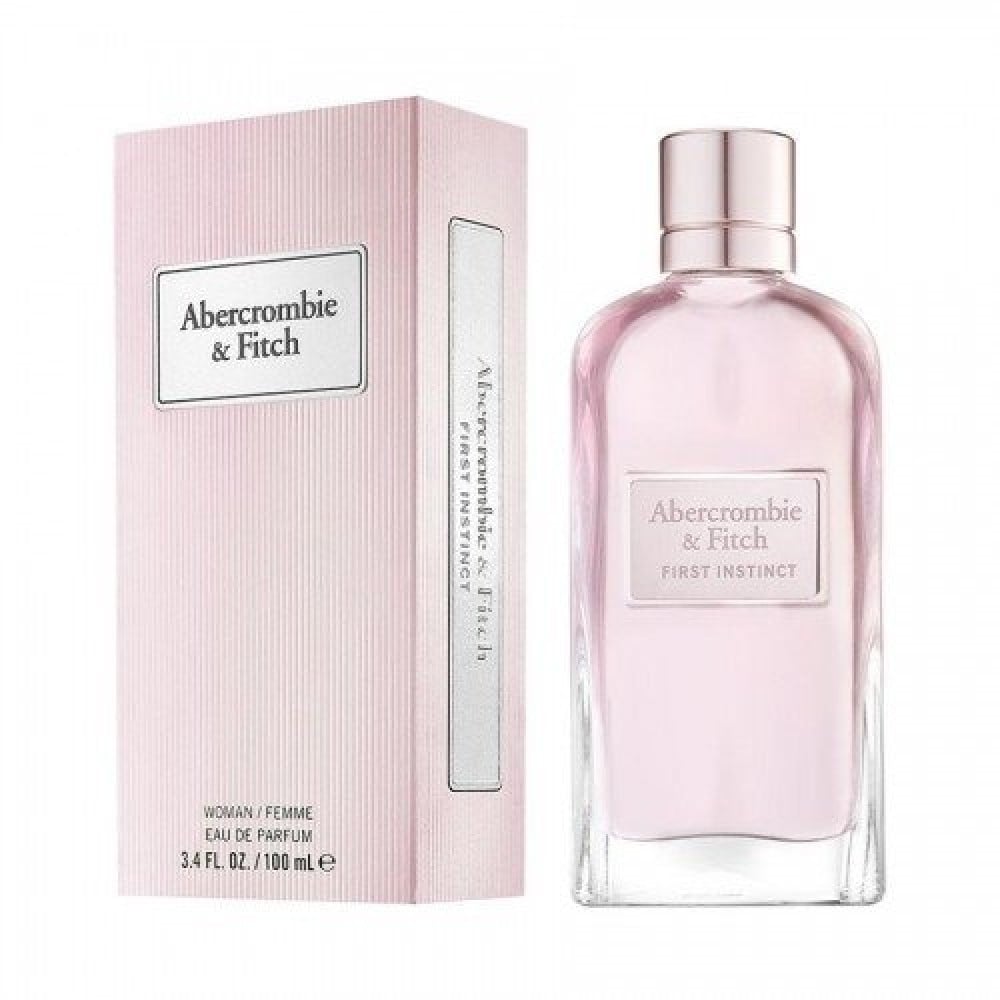 Abercrombie
& Fitch
Abercrombie & Fitch
FIRST INSTINCT
WOMAN / FEMME
EAU DE PARFUM
3.4 FL. OZ. / 100 mL ℮
Abercrombie
& Fitch
FIRST INSTINCT